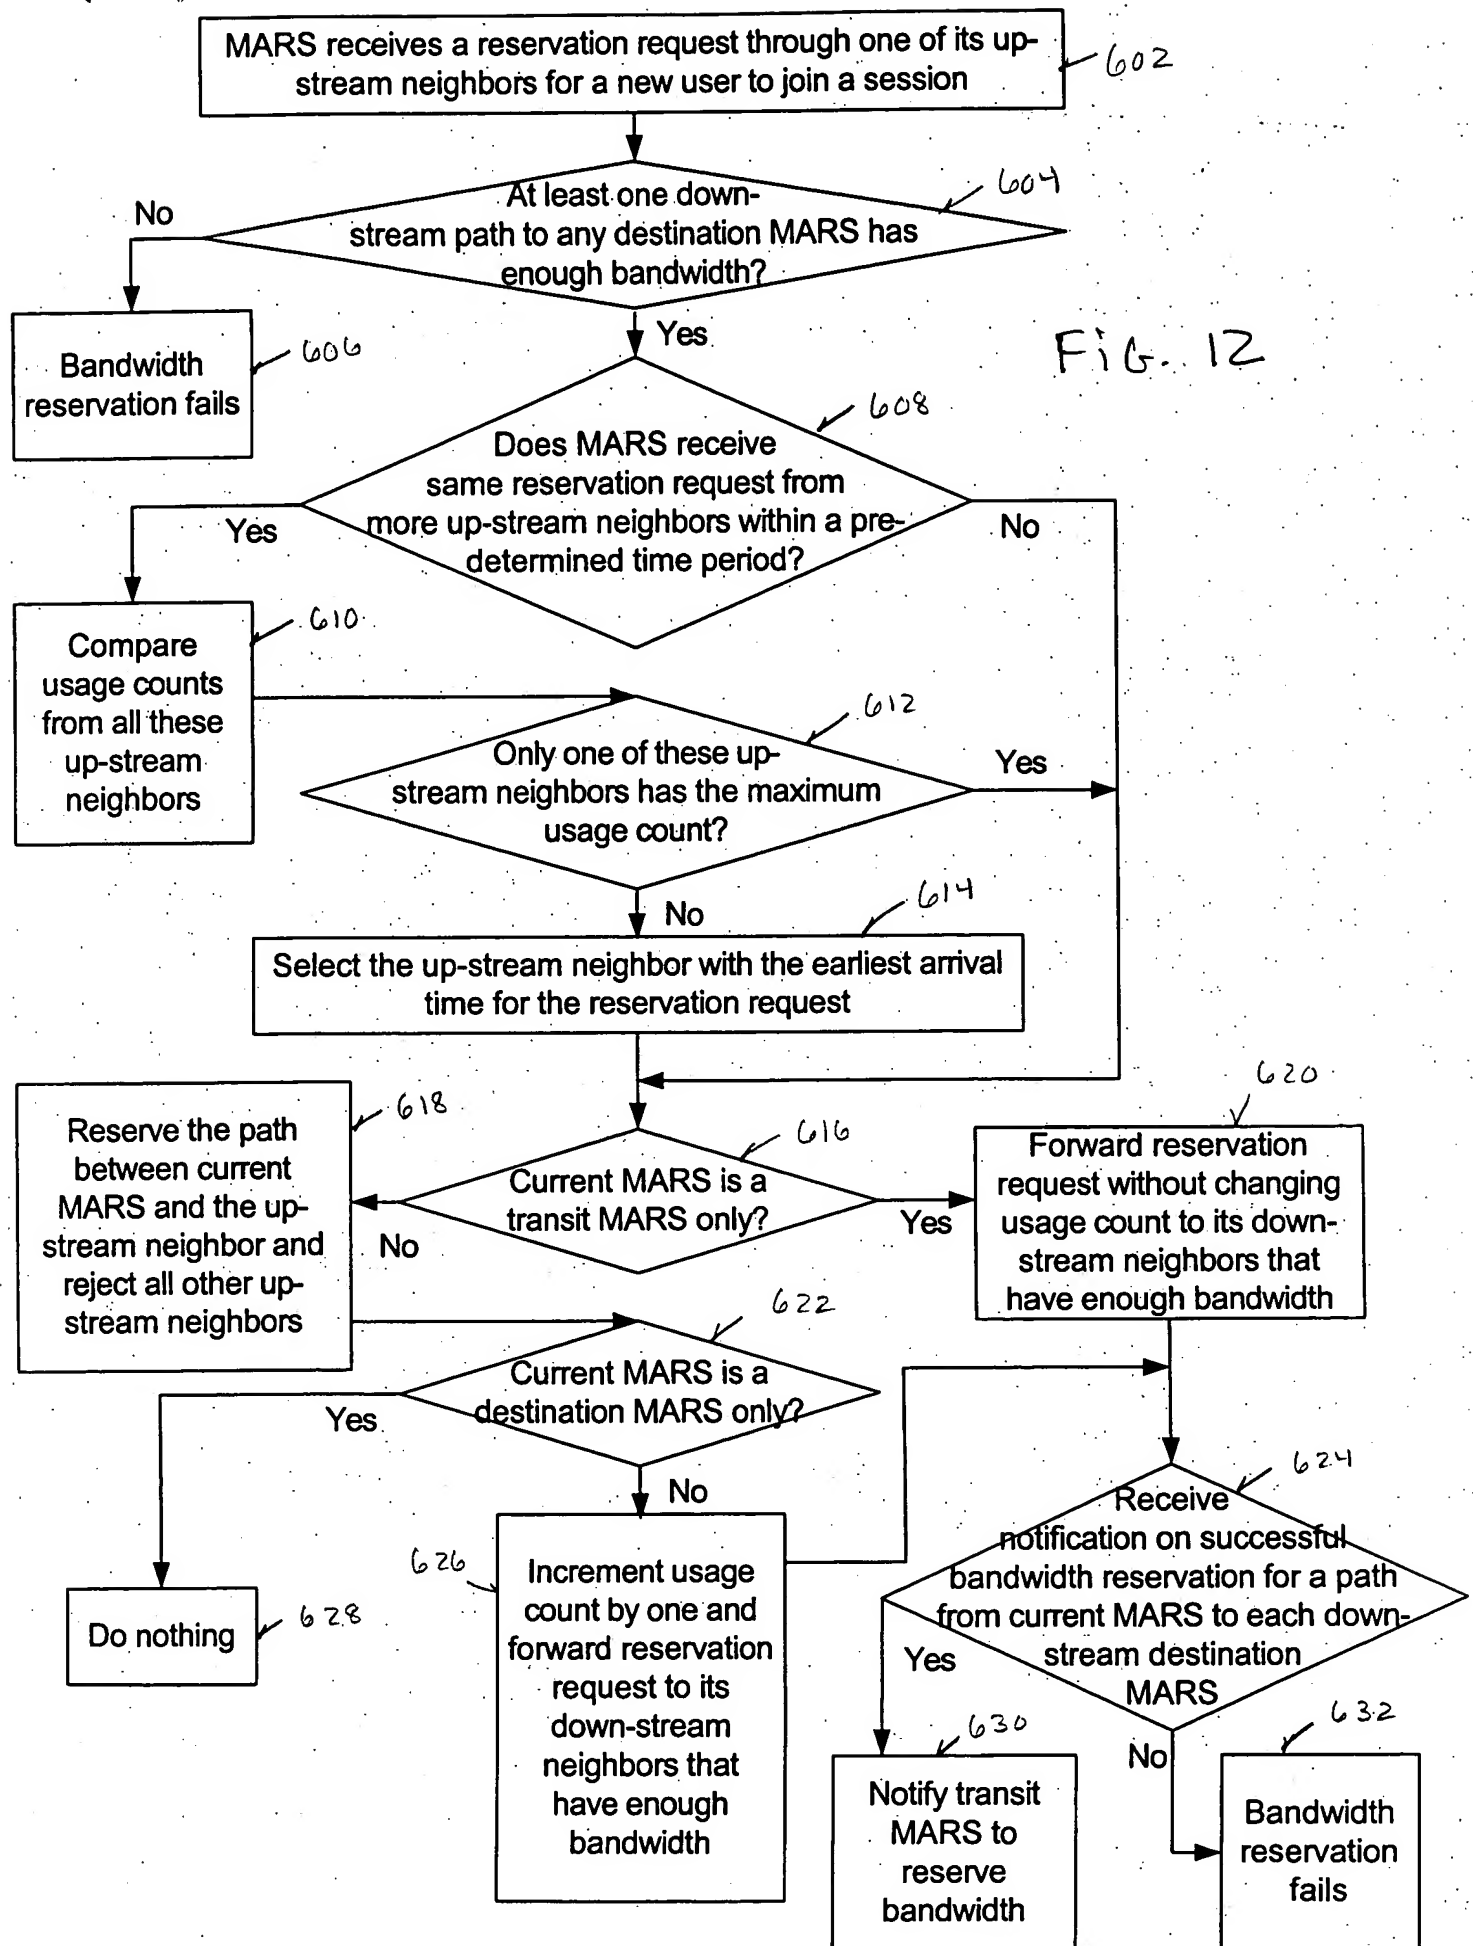 MARS receives a reservation request through one of its up-
stream neighbors for a new user to join a session
602
At least one down-
stream path to any destination MARS has
enough bandwidth?
604
No
Yes
Bandwidth
reservation fails
606
FiG. 12
Does MARS receive
same reservation request from
more up-stream neighbors within a pre-
determined time period?
608
Yes
No
Compare
usage counts
from all these
up-stream
neighbors
610
Only one of these up-
stream neighbors has the maximum
usage count?
612
Yes
No
Select the up-stream neighbor with the earliest arrival
time for the reservation request
614
Reserve the path
between current
MARS and the up-
stream neighbor and
reject all other up-
stream neighbors
618
Current MARS is a
transit MARS only?
616
No
Yes
Forward reservation
request without changing
usage count to its down-
stream neighbors that
have enough bandwidth
620
Current MARS is a
destination MARS only?
622
Yes
No
Receive
notification on successful
bandwidth reservation for a path
from current MARS to each down-
stream destination
MARS
624
Yes
No
Do nothing
628
Increment usage
count by one and
forward reservation
request to its
down-stream
neighbors that
have enough
bandwidth
626
Notify transit
MARS to
reserve
bandwidth
630
Bandwidth
reservation
fails
632